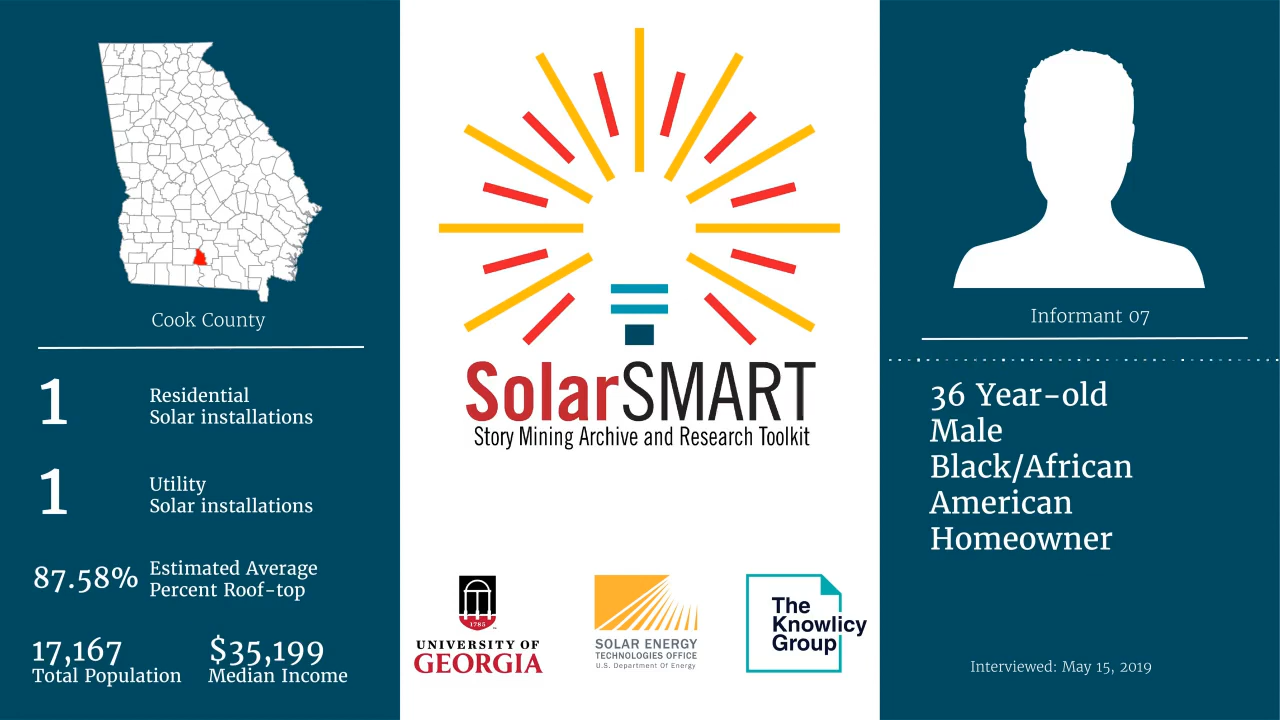 Cook County
1
Residential
Solar installations
1
Utility
Solar installations
87.58%
Estimated Average
Percent Roof-top
17,167
Total Population
$35,199
Median Income
SolarSMART
Story Mining Archive and Research Toolkit
1785
UNIVERSITY OF
GEORGIA
SOLAR ENERGY
TECHNOLOGIES OFFICE
U.S. Department Of Energy
The
Knowlicy
Group
Informant 07
36 Year-old
Male
Black/African
American
Homeowner
Interviewed: May 15, 2019